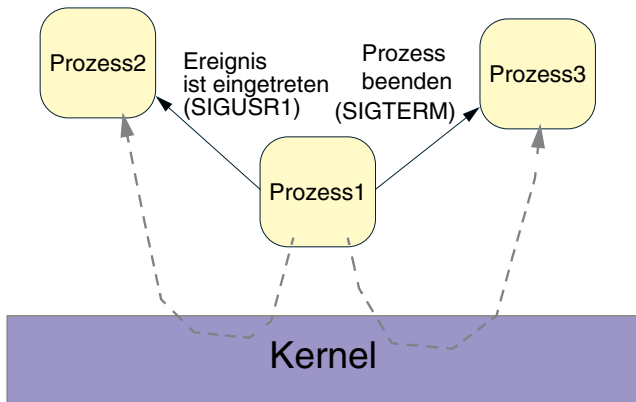 Prozess2
Ereignis
ist eingetreten
(SIGUSR1)
Prozess
beenden
(SIGTERM)
Prozess3
Prozess1
Kernel